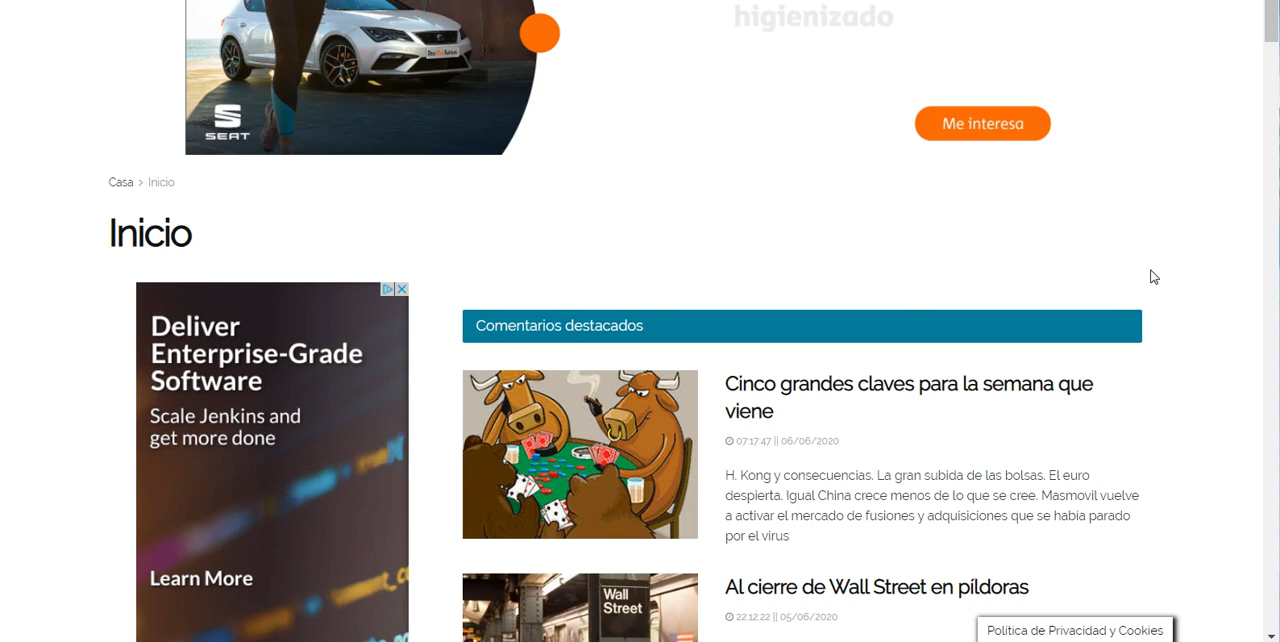 higienizado
SEAT
Me interesa
Casa > Inicio
Inicio
Deliver
Enterprise-Grade
Software
Scale Jenkins and
get more done
Learn More
Comentarios destacados
Cinco grandes claves para la semana que
viene
07:17:47 || 06/06/2020
H. Kong y consecuencias. La gran subida de las bolsas. El euro
despierta. Igual China crece menos de lo que se cree. Masmovil vuelve
a activar el mercado de fusiones y adquisiciones que se había parado
por el virus
Wall
Street
Al cierre de Wall Street en píldoras
22:12:22 || 05/06/2020
Política de Privacidad y Cookies